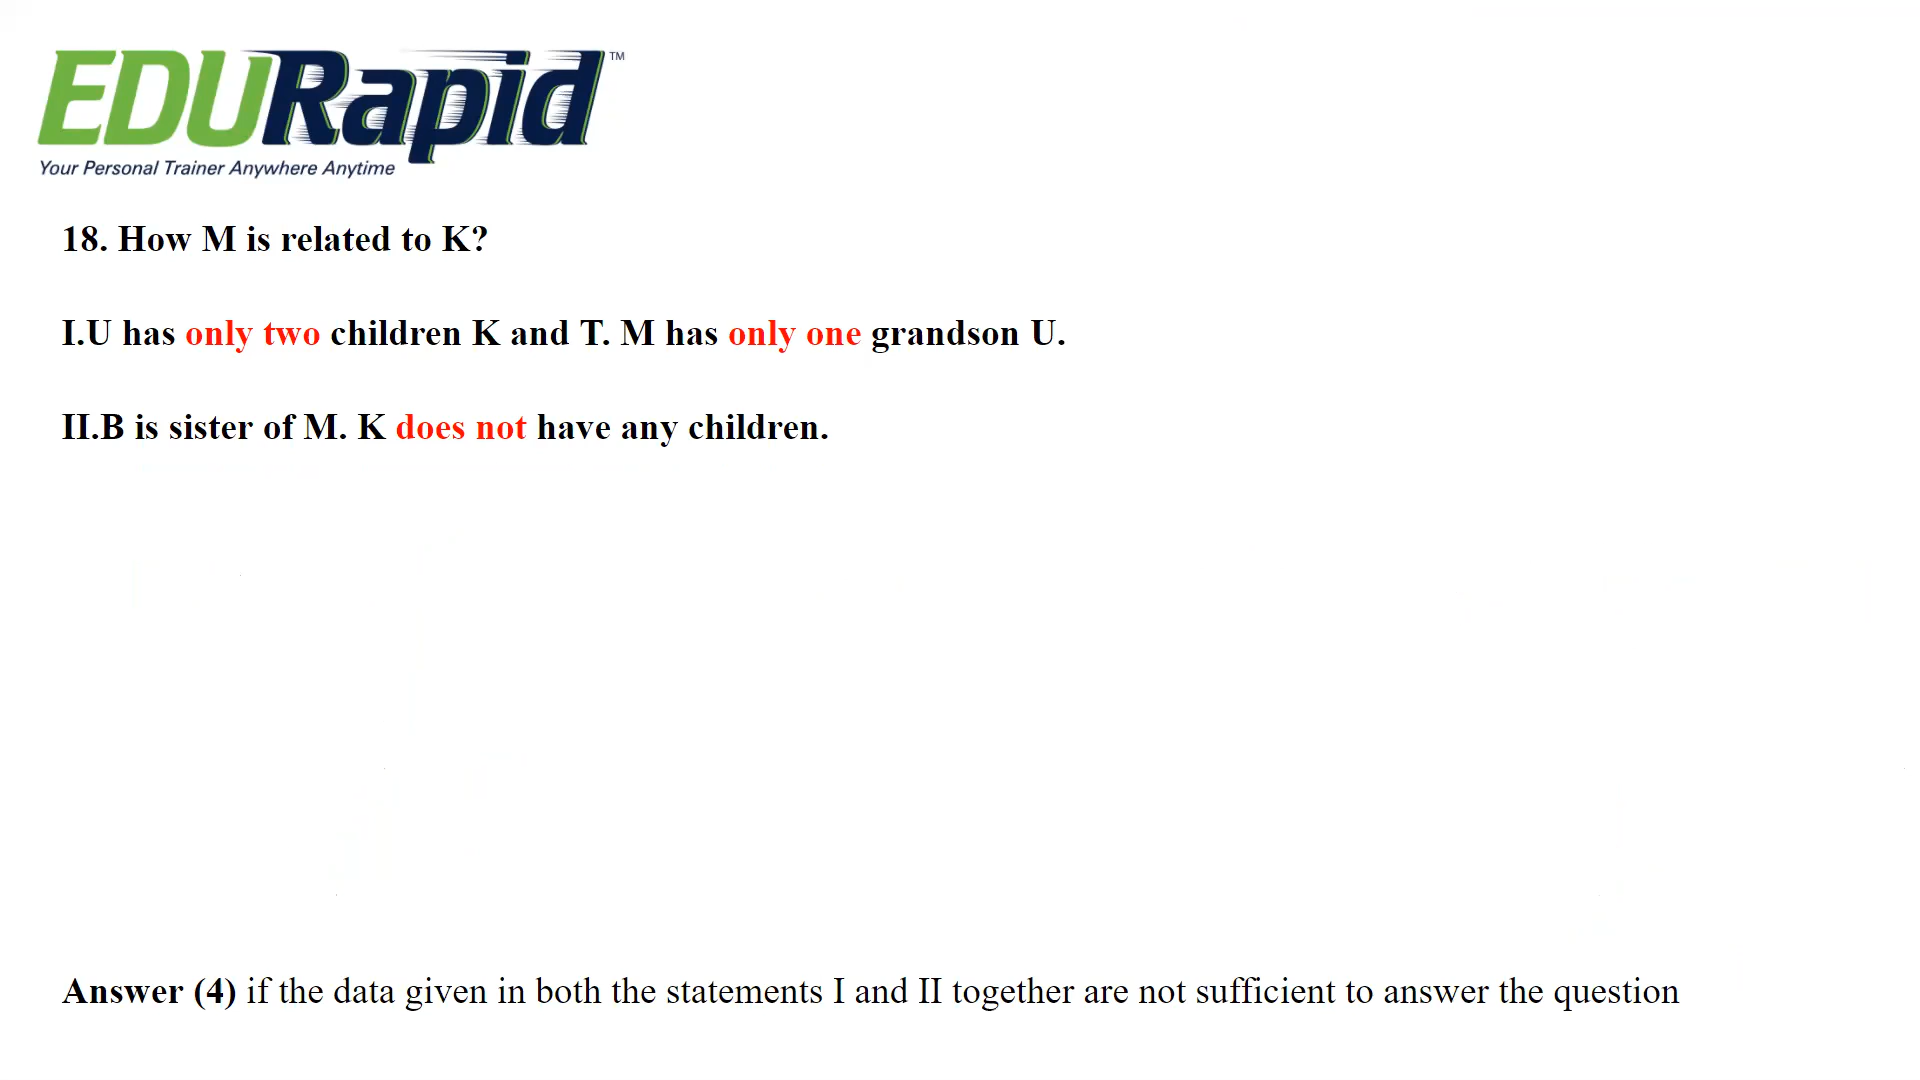 EDURapid™
Your Personal Trainer Anywhere Anytime
18. How M is related to K?
I.U has only two children K and T. M has only one grandson U.
II.B is sister of M. K does not have any children.
Answer (4) if the data given in both the statements I and II together are not sufficient to answer the question